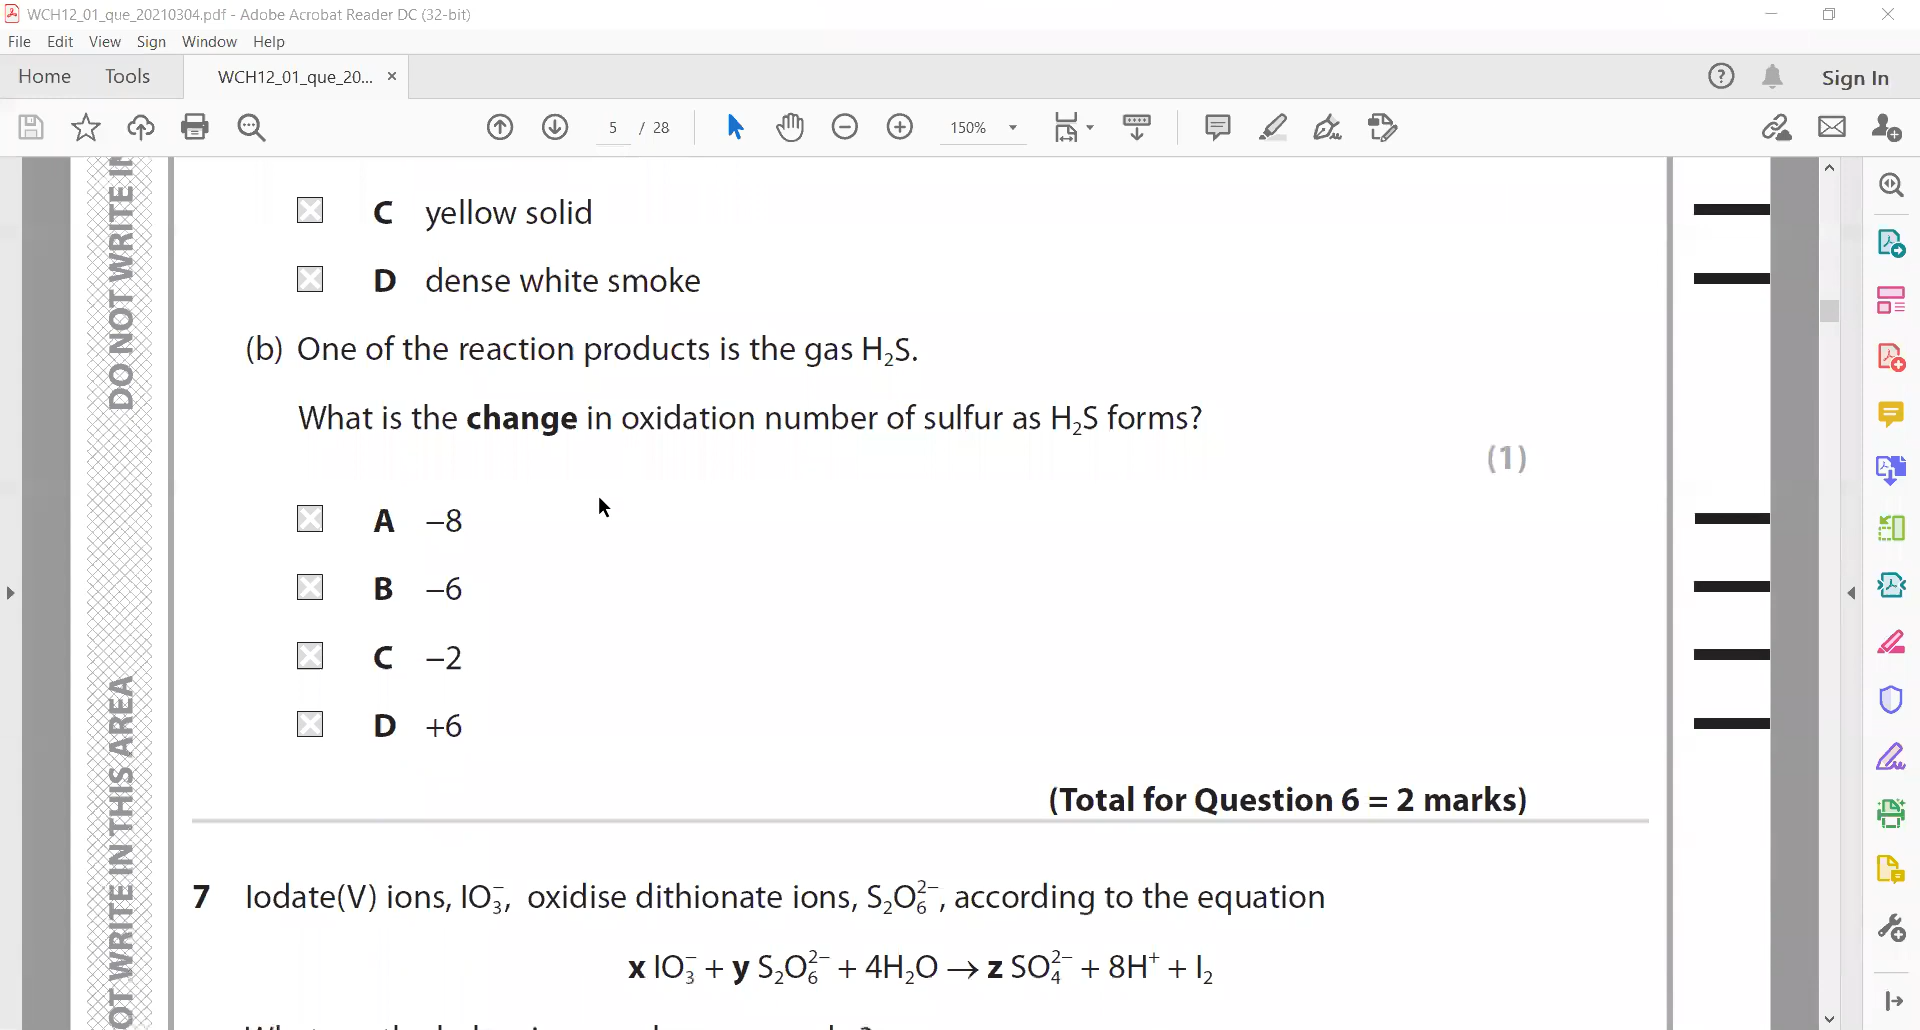 WCH12_01_que_20210304.pdf - Adobe Acrobat Reader DC (32-bit)
File Edit View Sign Window Help
Home Tools WCH12_01_que_20... × Sign In
5 / 28 150%
DO NOT WRITE IN
C yellow solid
D dense white smoke
(b) One of the reaction products is the gas H₂S.
What is the change in oxidation number of sulfur as H₂S forms?
(1)
A –8
B –6
C –2
D +6
(Total for Question 6 = 2 marks)
OT WRITE IN THIS AREA
7 Iodate(V) ions, IO₃⁻, oxidise dithionate ions, S₂O₆²⁻, according to the equation
x IO₃⁻ + y S₂O₆²⁻ + 4H₂O → z SO₄²⁻ + 8H⁺ + I₂